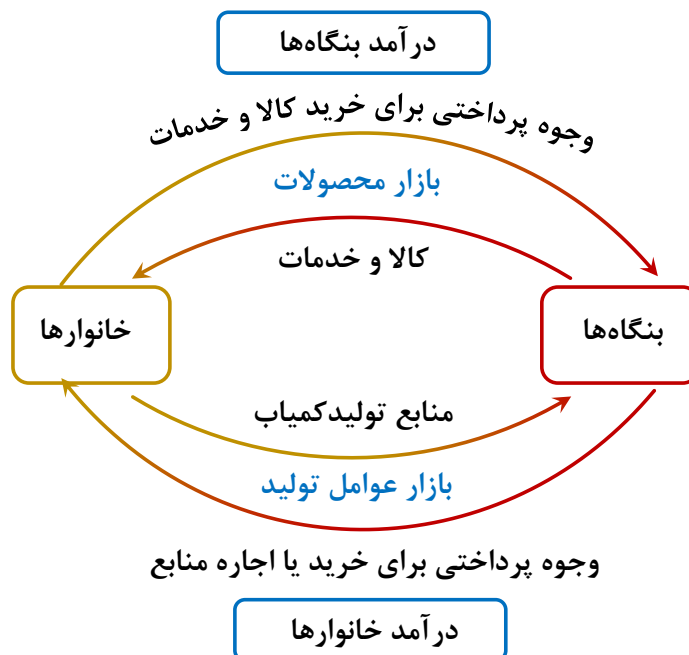 درآمد بنگاه‌ها
وجوه پرداختی برای خرید کالا و خدمات
بازار محصولات
کالا و خدمات
خانوارها
بنگاه‌ها
منابع تولیدکمیاب
بازار عوامل تولید
وجوه پرداختی برای خرید یا اجاره منابع
درآمد خانوارها